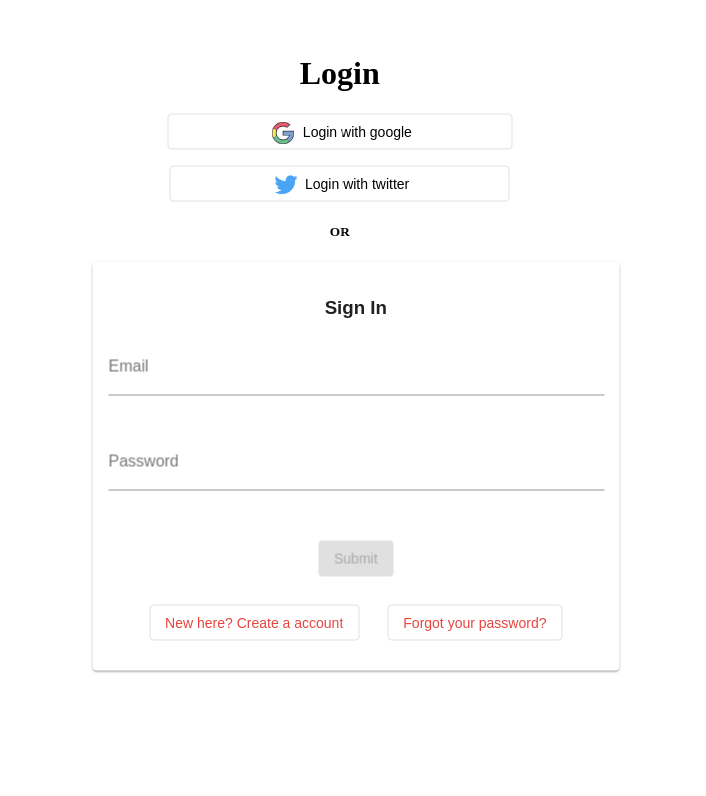 Login
Login with google
Login with twitter
OR
Sign In
Email
Password
Submit
New here? Create a account
Forgot your password?